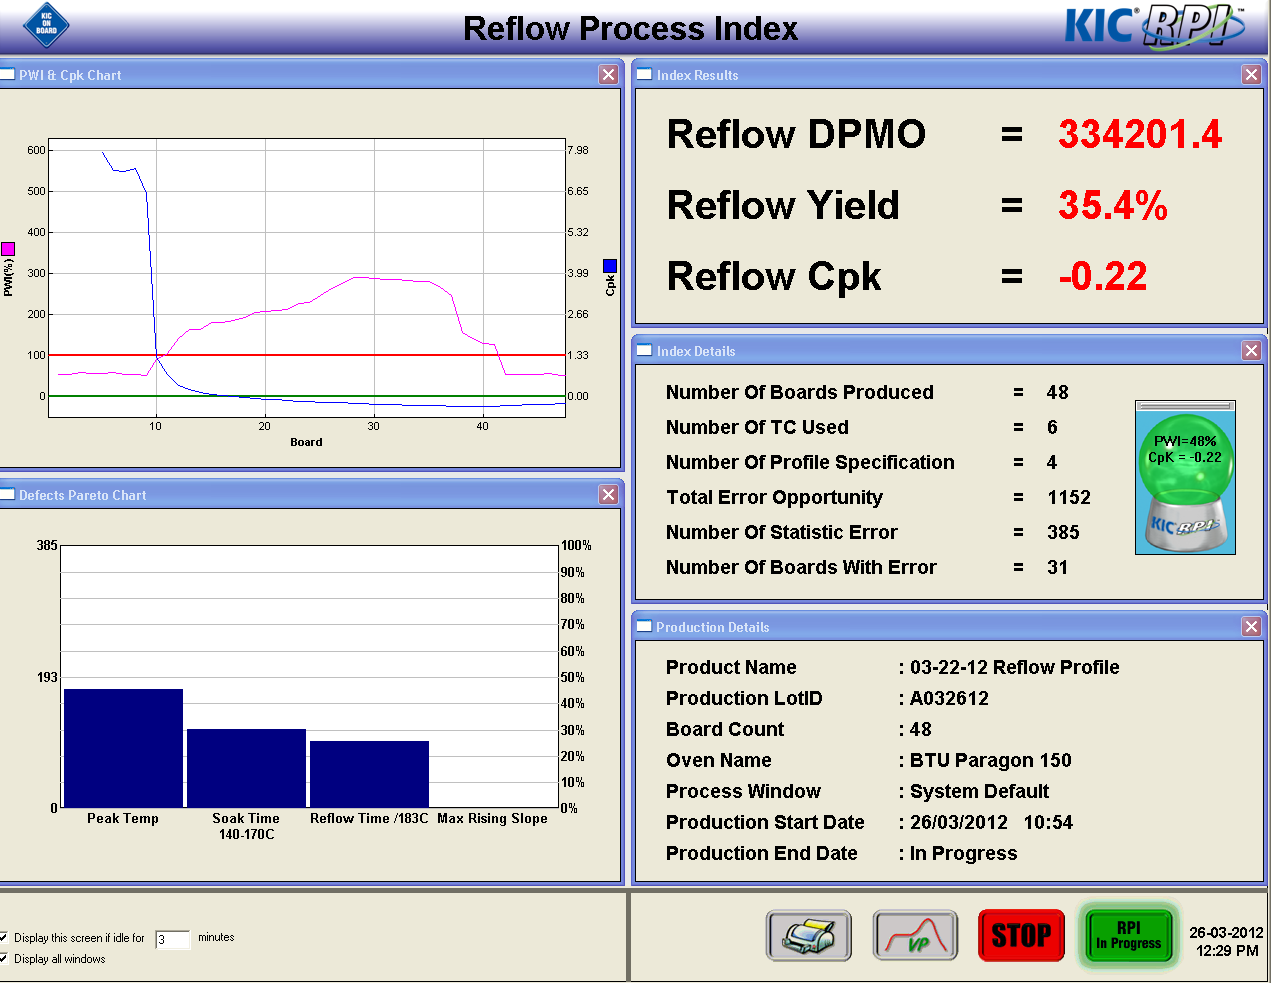 KIC
ON
BOARD
Reflow Process Index
KIC RPI™
PWI & Cpk Chart
600
500
400
300
200
100
0
7.98
6.65
5.32
3.99
2.66
1.33
0.00
PWI(%)
Cpk
10 20 30 40
Board
Defects Pareto Chart
385
193
0
100%
90%
80%
70%
60%
50%
40%
30%
20%
10%
0%
Peak Temp
Soak Time
140-170C
Reflow Time /183C
Max Rising Slope
Index Results
Reflow DPMO = 334201.4
Reflow Yield = 35.4%
Reflow Cpk = -0.22
Index Details
Number Of Boards Produced = 48
Number Of TC Used = 6
Number Of Profile Specification = 4
Total Error Opportunity = 1152
Number Of Statistic Error = 385
Number Of Boards With Error = 31
PWI=48%
CpK = -0.22
KIC RPI
Production Details
Product Name : 03-22-12 Reflow Profile
Production LotID : A032612
Board Count : 48
Oven Name : BTU Paragon 150
Process Window : System Default
Production Start Date : 26/03/2012 10:54
Production End Date : In Progress
Display this screen if idle for 3 minutes
Display all windows
VP
STOP
RPI
In Progress
26-03-2012
12:29 PM